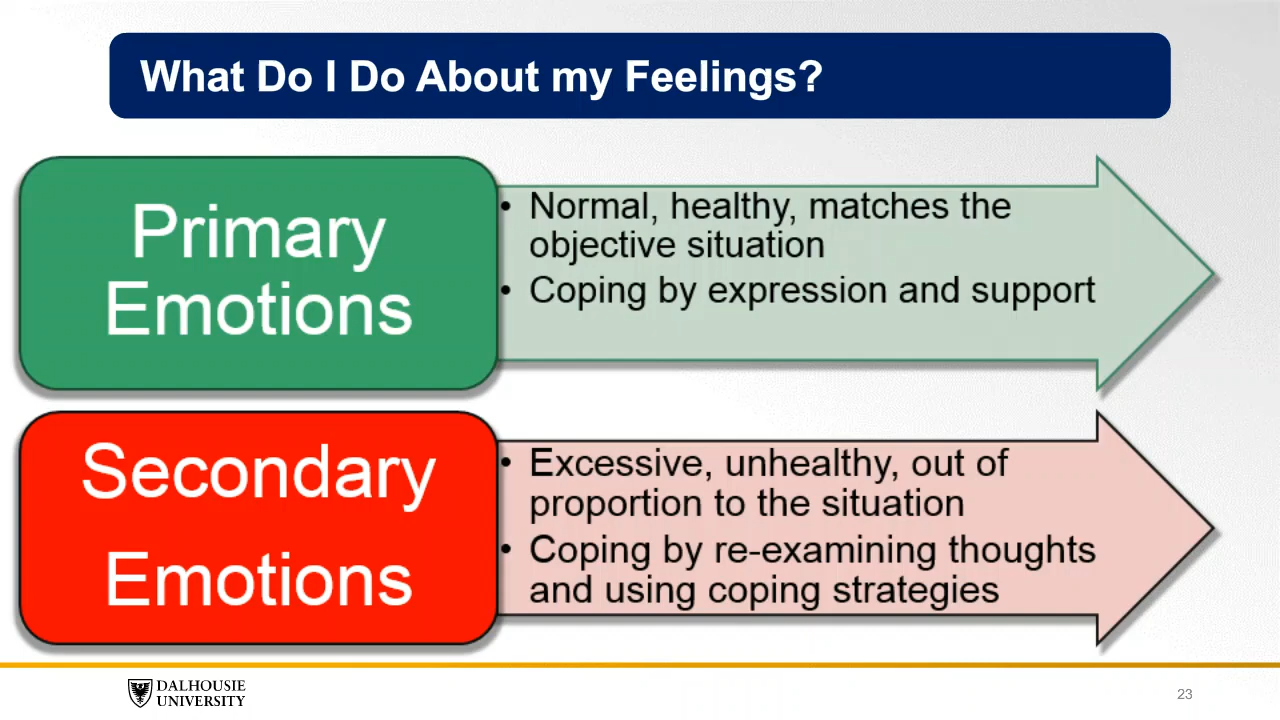 What Do I Do About my Feelings?
Primary
Emotions
• Normal, healthy, matches the
objective situation
• Coping by expression and support
Secondary
Emotions
• Excessive, unhealthy, out of
proportion to the situation
• Coping by re-examining thoughts
and using coping strategies
DALHOUSIE
UNIVERSITY
23